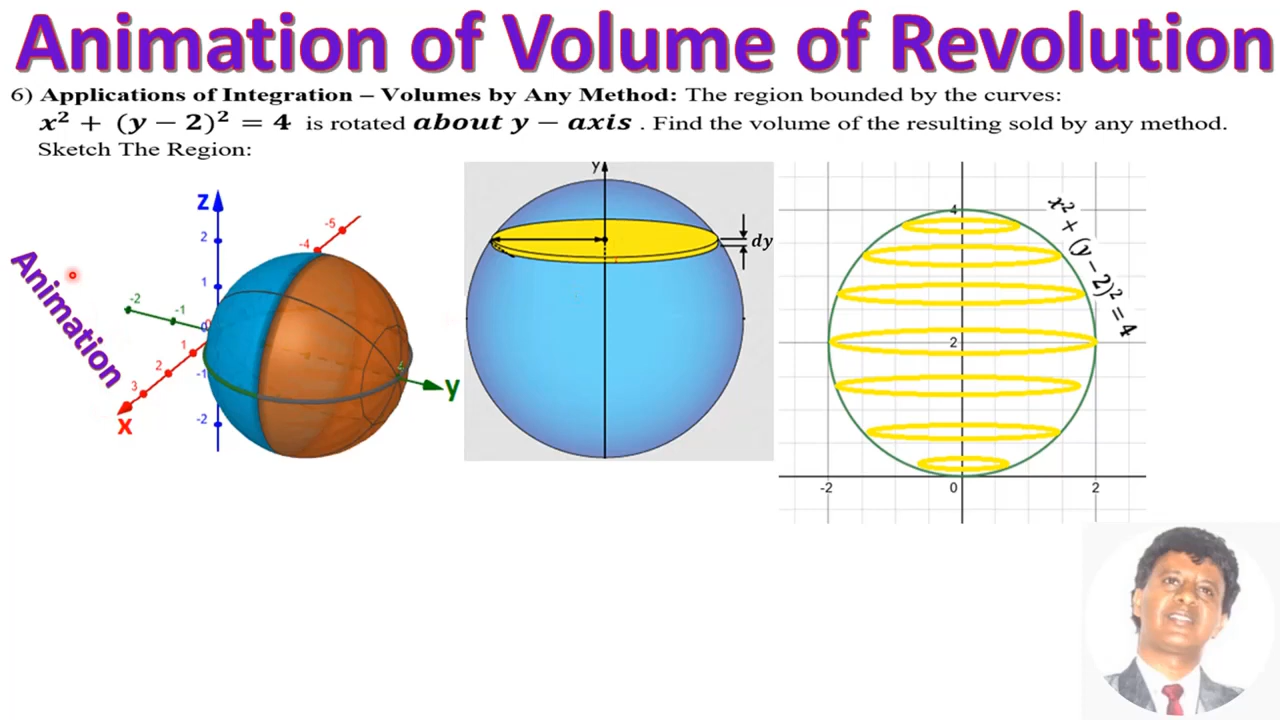 Animation of Volume of Revolution
6) Applications of Integration – Volumes by Any Method: The region bounded by the curves:
x² + (y − 2)² = 4 is rotated about y − axis . Find the volume of the resulting sold by any method.
Sketch The Region:
Animation
z
2
1
0
-1
-2
-5
-4
0
1
2
3
x
-2
-1
4
y
y
dy
4
2
-2
0
2
x² + (y − 2)² = 4